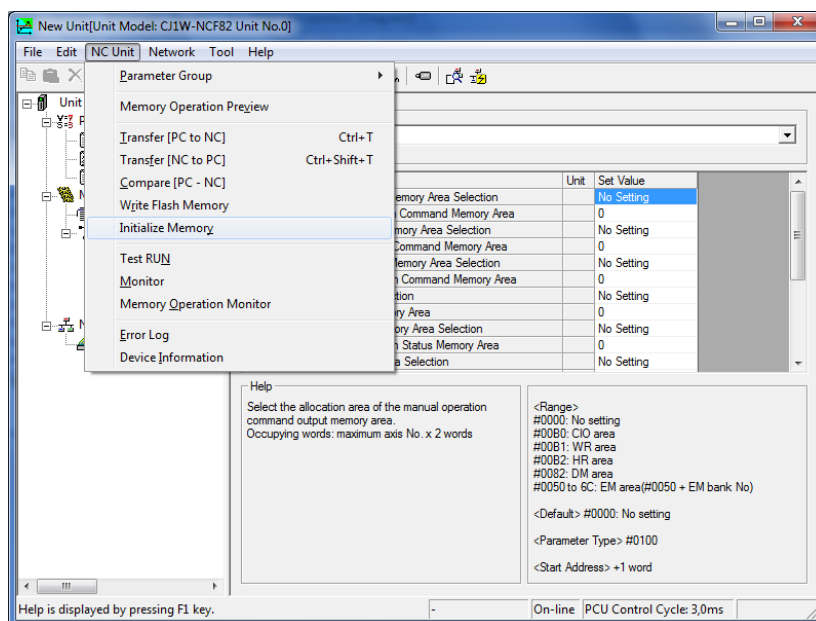 New Unit[Unit Model: CJ1W-NCF82 Unit No.0]
File Edit NC Unit Network Tool Help
Parameter Group
Memory Operation Preview
Transfer [PC to NC] Ctrl+T
Transfer [NC to PC] Ctrl+Shift+T
Compare [PC - NC]
Write Flash Memory
Initialize Memory
Test RUN
Monitor
Memory Operation Monitor
Error Log
Device Information
Unit
Unit Set Value
emory Area Selection No Setting
Command Memory Area 0
mory Area Selection No Setting
Command Memory Area 0
Memory Area Selection No Setting
n Command Memory Area 0
tion No Setting
ry Area 0
ory Area Selection No Setting
n Status Memory Area 0
a Selection No Setting
Help
Select the allocation area of the manual operation
command output memory area.
Occupying words: maximum axis No. x 2 words
<Range>
#0000: No setting
#00B0: CIO area
#00B1: WR area
#00B2: HR area
#0082: DM area
#0050 to 6C: EM area(#0050 + EM bank No)
<Default> #0000: No setting
<Parameter Type> #0100
<Start Address> +1 word
Help is displayed by pressing F1 key. - On-line PCU Control Cycle: 3,0ms